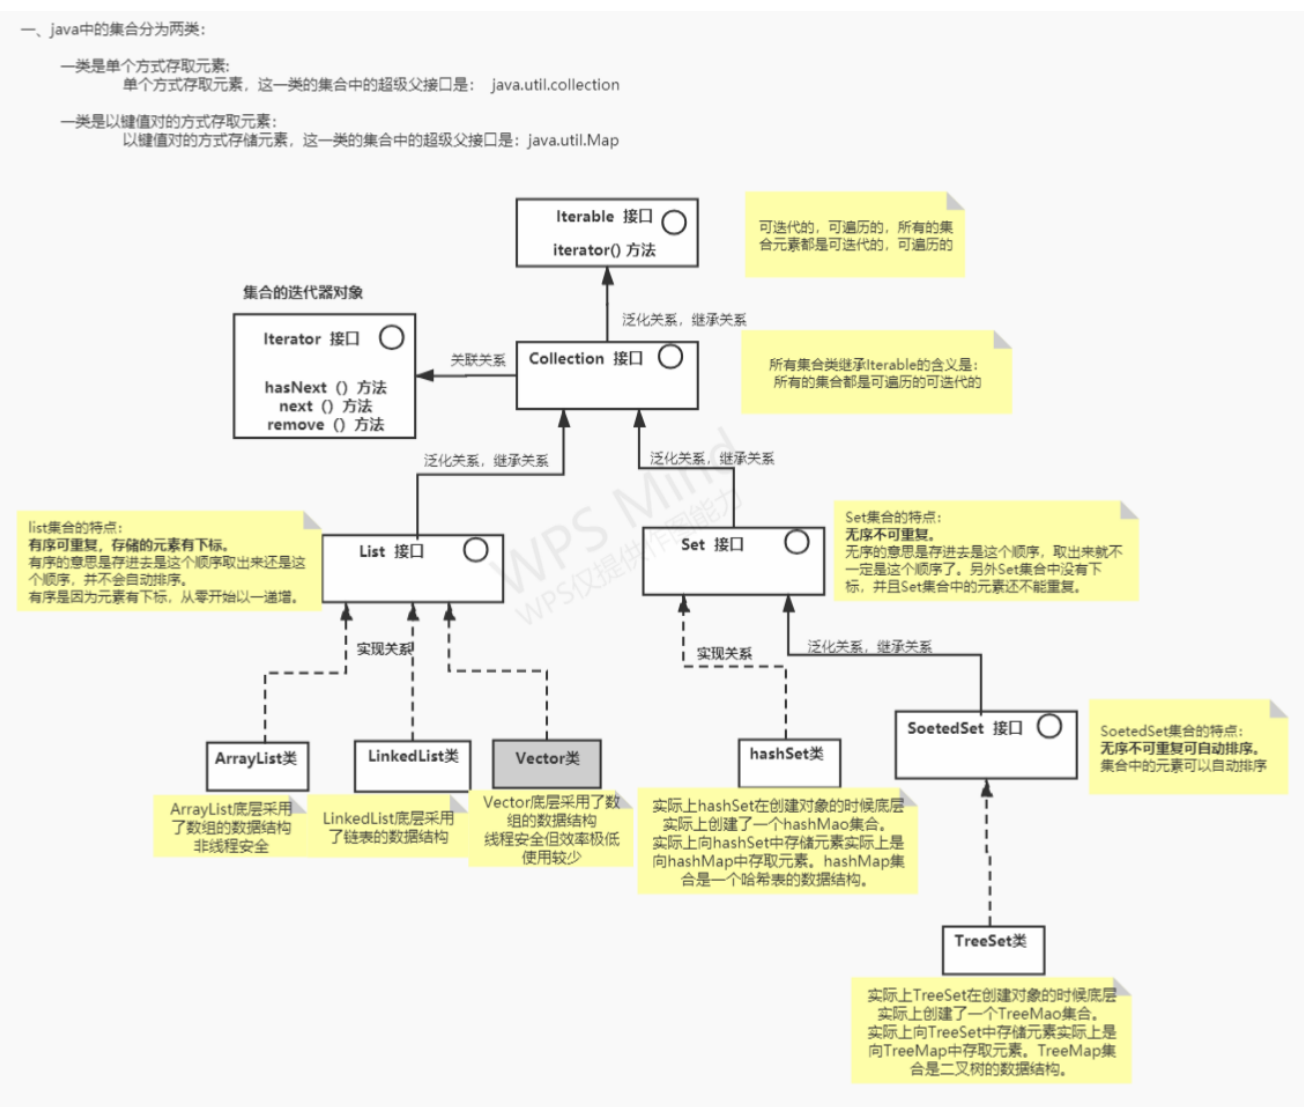 一、java中的集合分为两类：
一类是单个方式存取元素:
单个方式存取元素，这一类的集合中的超级父接口是： java.util.collection
一类是以键值对的方式存取元素：
以键值对的方式存储元素，这一类的集合中的超级父接口是：java.util.Map
Iterable 接口
iterator() 方法
可迭代的，可遍历的，所有的集
合元素都是可迭代的，可遍历的
集合的迭代器对象
泛化关系，继承关系
Iterator 接口
hasNext（）方法
next（）方法
remove（）方法
关联关系
Collection 接口
所有集合类继承Iterable的含义是：
所有的集合都是可遍历的可迭代的
泛化关系，继承关系
泛化关系，继承关系
WPS Mind
WPS仅提供作图能力
list集合的特点：
有序可重复，存储的元素有下标。
有序的意思是存进去是这个顺序取出来还是这
个顺序，并不会自动排序。
有序是因为元素有下标，从零开始以一递增。
List 接口
Set 接口
Set集合的特点：
无序不可重复。
无序的意思是存进去是这个顺序，取出来就不
一定是这个顺序了。另外Set集合中没有下
标，并且Set集合中的元素还不能重复。
实现关系
实现关系
泛化关系，继承关系
ArrayList类
LinkedList类
Vector类
hashSet类
SoetedSet 接口
SoetedSet集合的特点：
无序不可重复可自动排序。
集合中的元素可以自动排序
ArrayList底层采用
了数组的数据结构
非线程安全
LinkedList底层采用
了链表的数据结构
Vector底层采用了数
组的数据结构
线程安全但效率极低
使用较少
实际上hashSet在创建对象的时候底层
实际上创建了一个hashMao集合。
实际上向hashSet中存储元素实际上是
向hashMap中存取元素。hashMap集
合是一个哈希表的数据结构。
TreeSet类
实际上TreeSet在创建对象的时候底层
实际上创建了一个TreeMao集合。
实际上向TreeSet中存储元素实际上是
向TreeMap中存取元素。TreeMap集
合是二叉树的数据结构。